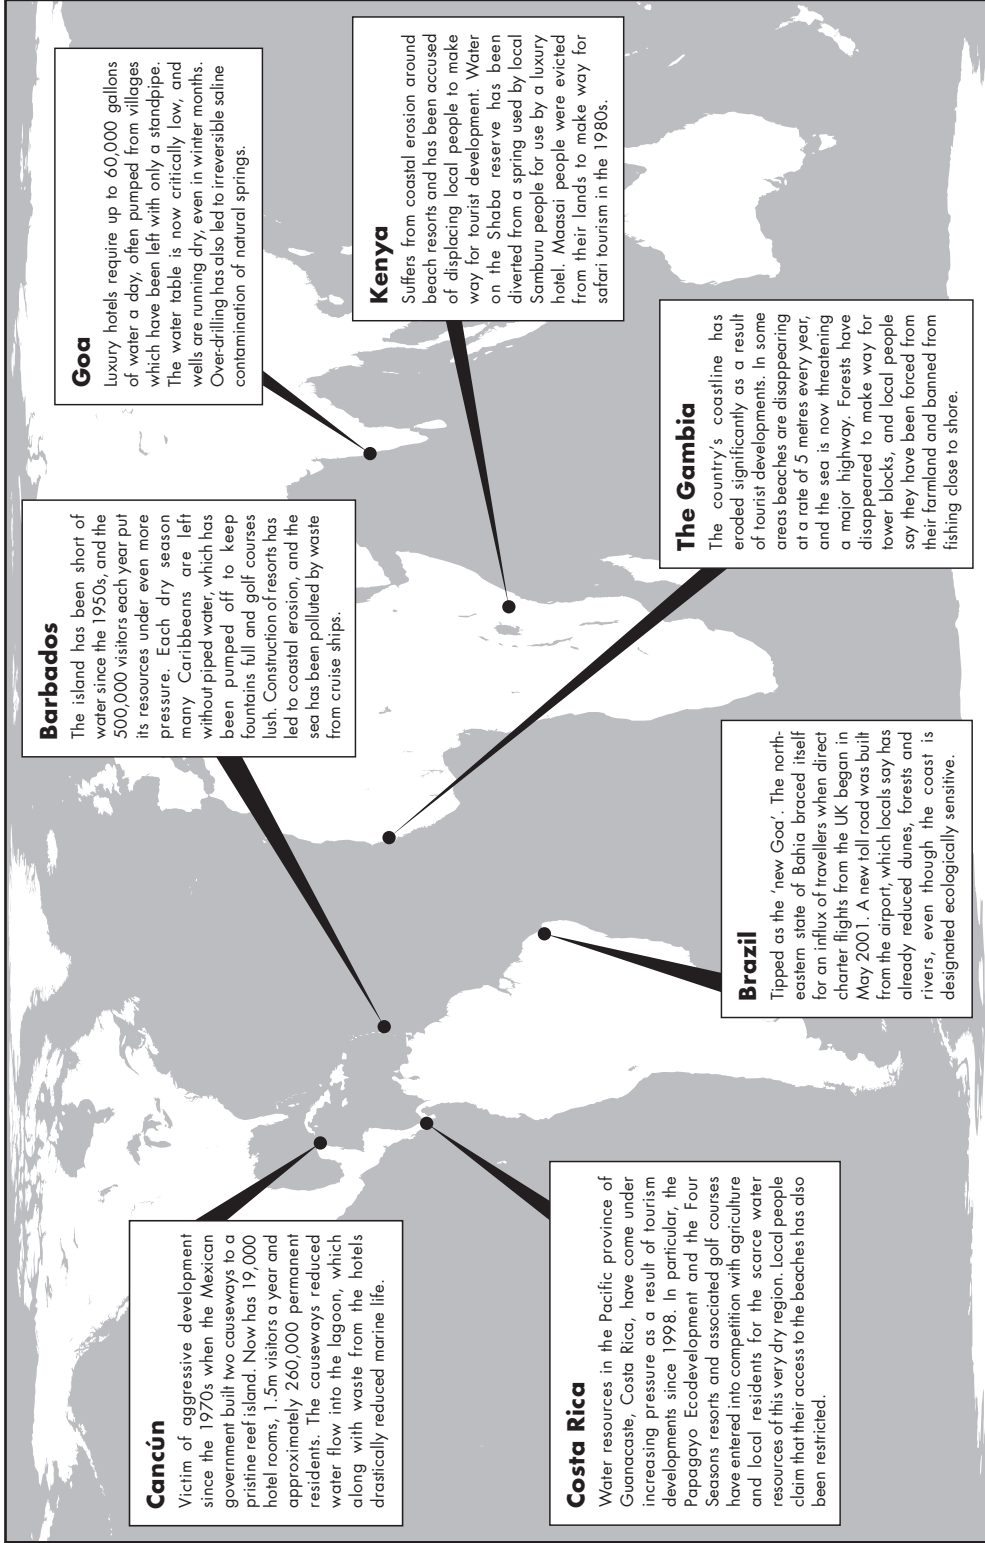 Cancún
Victim of aggressive development
since the 1970s when the Mexican
government built two causeways to a
pristine reef island. Now has 19,000
hotel rooms, 1.5m visitors a year and
approximately 260,000 permanent
residents. The causeways reduced
water flow into the lagoon, which
along with waste from the hotels
drastically reduced marine life.
Barbados
The island has been short of
water since the 1950s, and the
500,000 visitors each year put
its resources under even more
pressure. Each dry season
many Caribbeans are left
without piped water, which has
been pumped off to keep
fountains full and golf courses
lush. Construction of resorts has
led to coastal erosion, and the
sea has been polluted by waste
from cruise ships.
Goa
Luxury hotels require up to 60,000 gallons
of water a day, often pumped from villages
which have been left with only a standpipe.
The water table is now critically low, and
wells are running dry, even in winter months.
Over-drilling has also led to irreversible saline
contamination of natural springs.
Kenya
Suffers from coastal erosion around
beach resorts and has been accused
of displacing local people to make
way for tourist development. Water
on the Shaba reserve has been
diverted from a spring used by local
Samburu people for use by a luxury
hotel. Maasai people were evicted
from their lands to make way for
safari tourism in the 1980s.
Costa Rica
Water resources in the Pacific province of
Guanacaste, Costa Rica, have come under
increasing pressure as a result of tourism
developments since 1998. In particular, the
Papagayo Ecodevelopment and the Four
Seasons resorts and associated golf courses
have entered into competition with agriculture
and local residents for the scarce water
resources of this very dry region. Local people
claim that their access to the beaches has also
been restricted.
Brazil
Tipped as the ‘new Goa’. The north-
eastern state of Bahia braced itself
for an influx of travellers when direct
charter flights from the UK began in
May 2001. A new toll road was built
from the airport, which locals say has
already reduced dunes, forests and
rivers, even though the coast is
designated ecologically sensitive.
The Gambia
The country’s coastline has
eroded significantly as a result
of tourist developments. In some
areas beaches are disappearing
at a rate of 5 metres every year,
and the sea is now threatening
a major highway. Forests have
disappeared to make way for
tower blocks, and local people
say they have been forced from
their farmland and banned from
fishing close to shore.